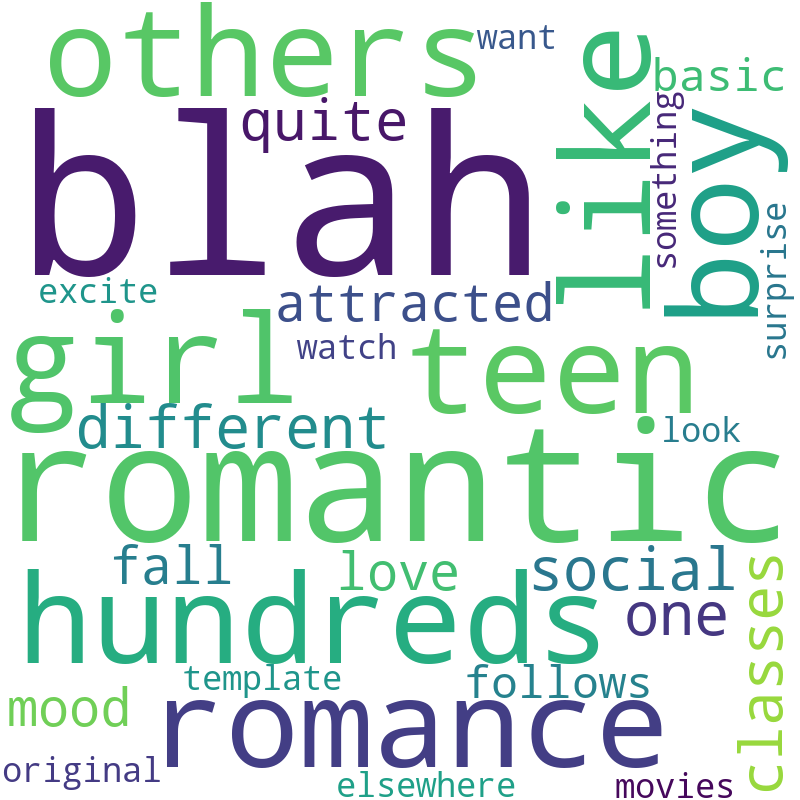 others
want
like
basic
blah
quite
something
boy
surprise
excite
attracted
girl
watch
teen
different
look
romantic
fall
love
social
classes
hundreds
one
template
follows
mood
romance
original
elsewhere
movies